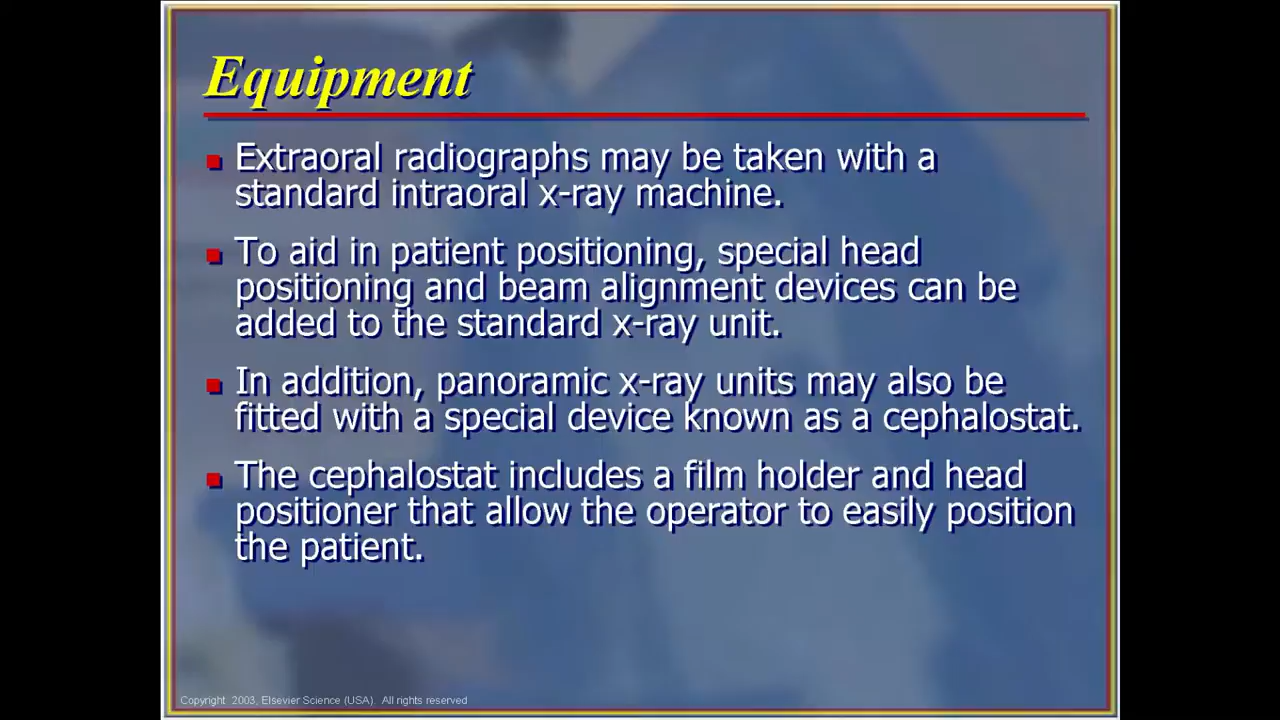 Equipment
Extraoral radiographs may be taken with a
standard intraoral x-ray machine.
To aid in patient positioning, special head
positioning and beam alignment devices can be
added to the standard x-ray unit.
In addition, panoramic x-ray units may also be
fitted with a special device known as a cephalostat.
The cephalostat includes a film holder and head
positioner that allow the operator to easily position
the patient.
Copyright 2003, Elsevier Science (USA). All rights reserved